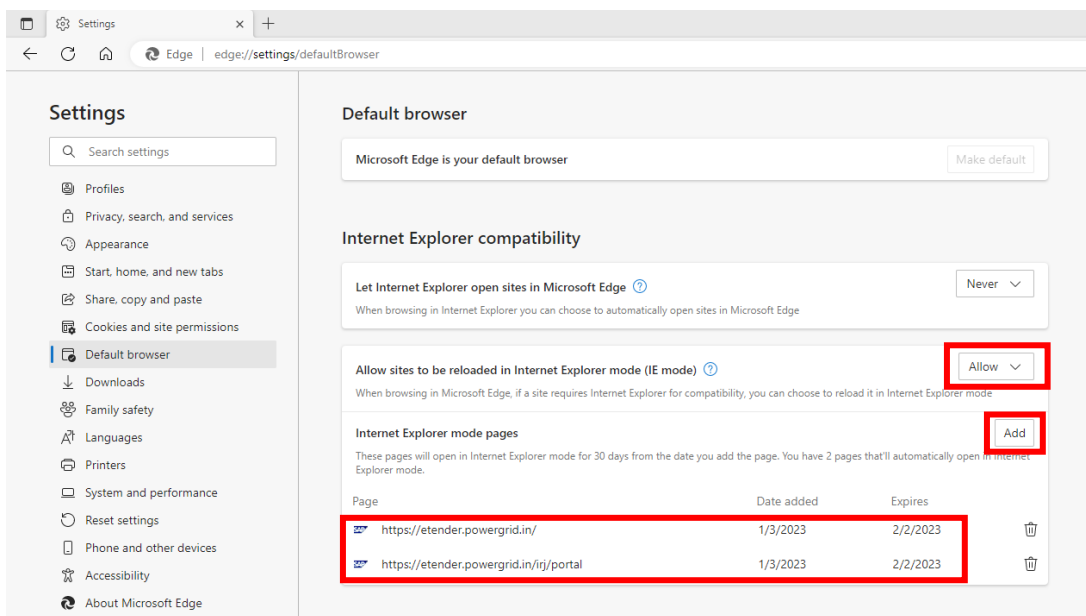 Settings
Edge | edge://settings/defaultBrowser
Settings
Search settings
Profiles
Privacy, search, and services
Appearance
Start, home, and new tabs
Share, copy and paste
Cookies and site permissions
Default browser
Downloads
Family safety
Languages
Printers
System and performance
Reset settings
Phone and other devices
Accessibility
About Microsoft Edge
Default browser
Microsoft Edge is your default browser
Make default
Internet Explorer compatibility
Let Internet Explorer open sites in Microsoft Edge
Never
When browsing in Internet Explorer you can choose to automatically open sites in Microsoft Edge
Allow sites to be reloaded in Internet Explorer mode (IE mode)
Allow
When browsing in Microsoft Edge, if a site requires Internet Explorer for compatibility, you can choose to reload it in Internet Explorer mode
Internet Explorer mode pages
Add
These pages will open in Internet Explorer mode for 30 days from the date you add the page. You have 2 pages that'll automatically open in Internet
Explorer mode.
Page Date added Expires
SAP https://etender.powergrid.in/ 1/3/2023 2/2/2023
SAP https://etender.powergrid.in/irj/portal 1/3/2023 2/2/2023